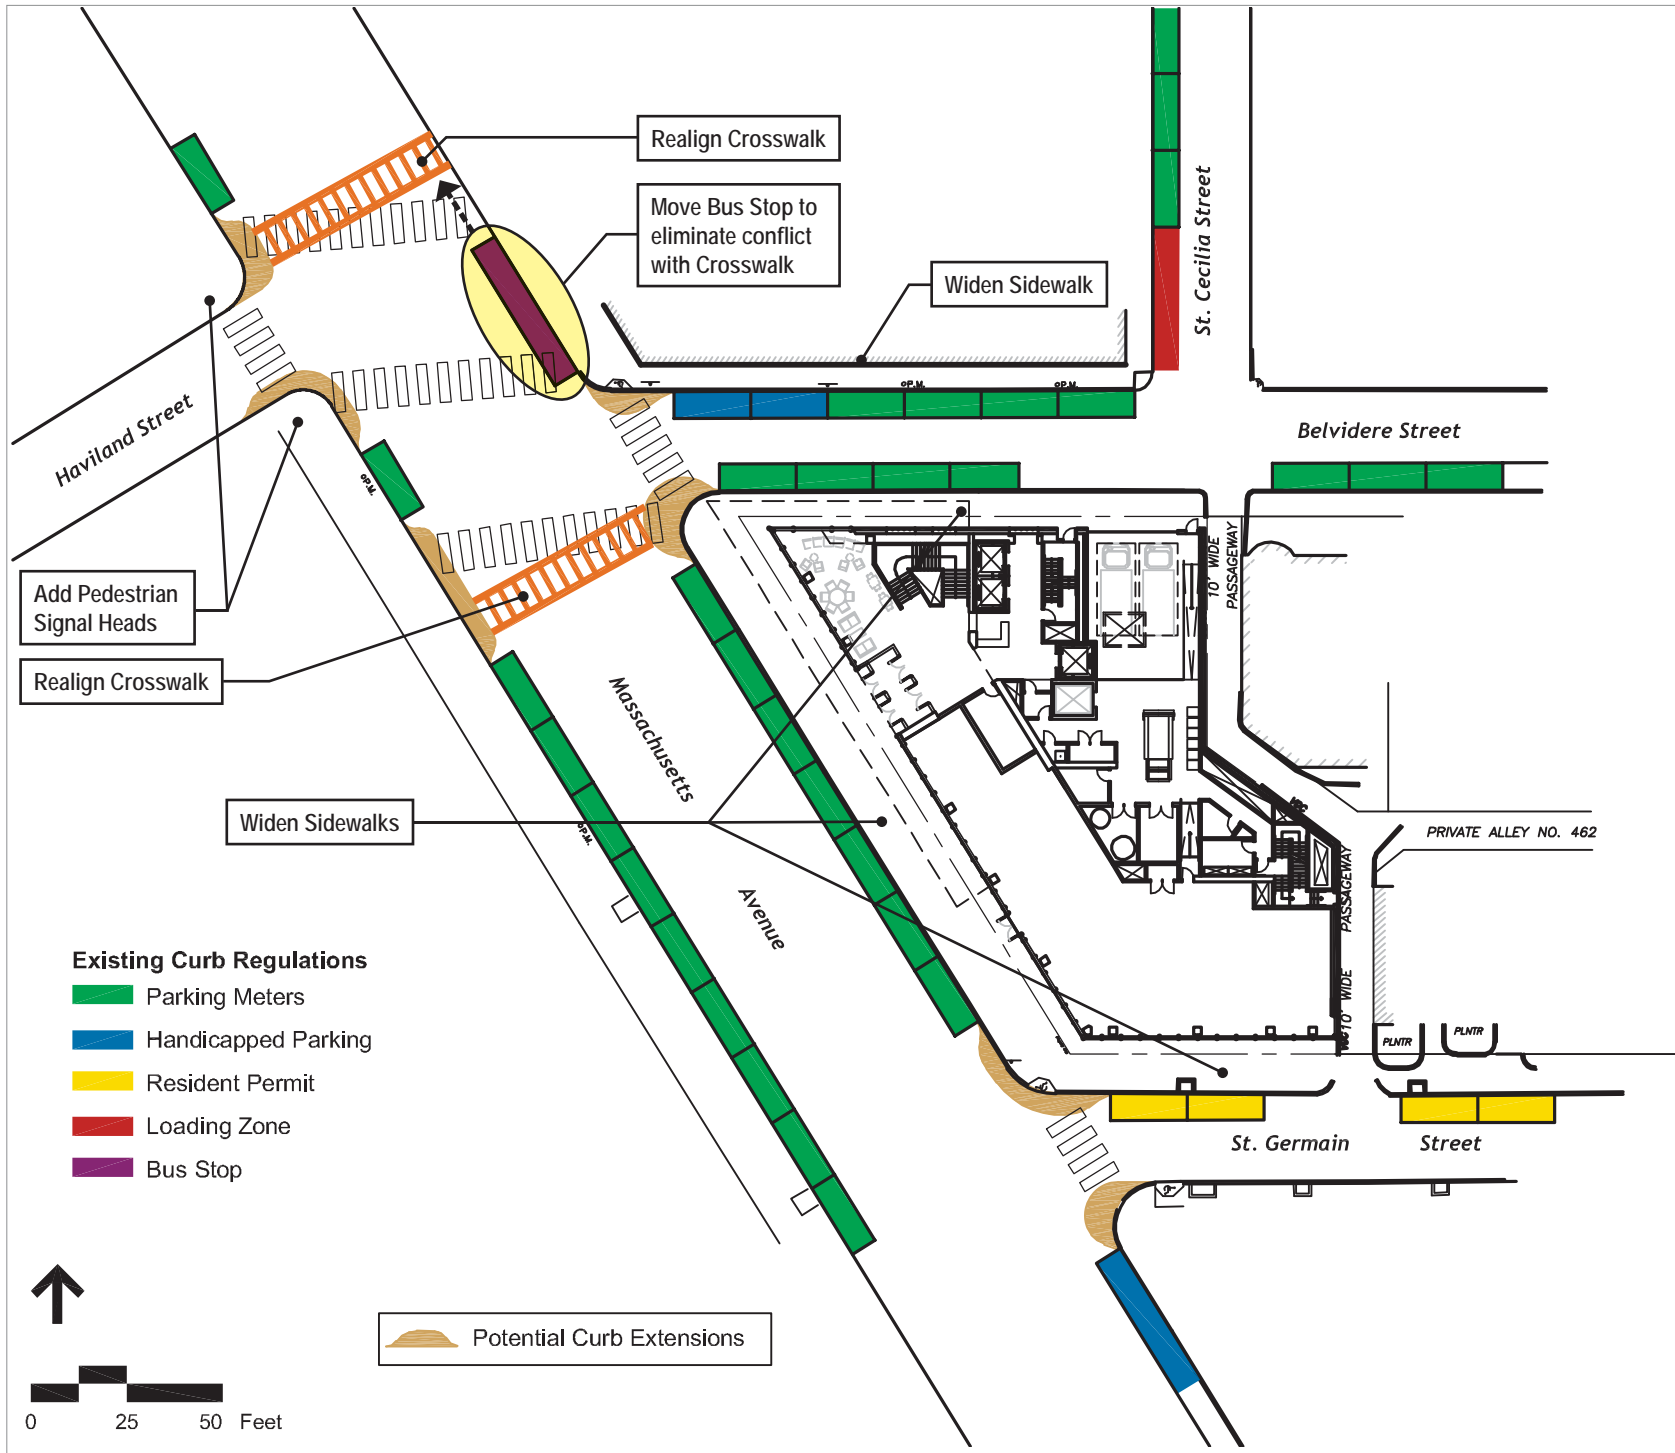 Realign Crosswalk
Move Bus Stop to
eliminate conflict
with Crosswalk
Widen Sidewalk
St. Cecilia Street
Belvidere Street
Haviland Street
P.M.
P.M.
P.M.
Add Pedestrian
Signal Heads
Realign Crosswalk
10' WIDE
PASSAGEWAY
Massachusetts
Avenue
Widen Sidewalks
P.M.
PRIVATE ALLEY NO. 462
10' WIDE PASSAGEWAY
PLNTR
PLNTR
St. Germain Street
Existing Curb Regulations
Parking Meters
Handicapped Parking
Resident Permit
Loading Zone
Bus Stop
Potential Curb Extensions
0 25 50 Feet